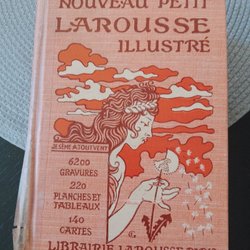 NOUVEAU PETIT
LAROUSSE
ILLUSTRÉ
JE SÈME À TOUT VENT
6200
GRAVURES
220
PLANCHES ET
TABLEAUX
140
CARTES
LIBRAIRIE LAROUSSE